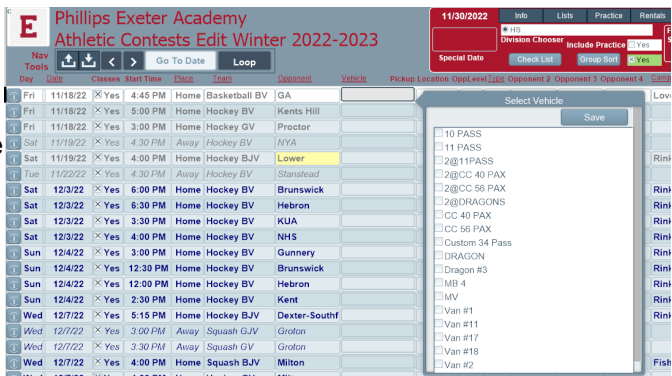 E
Phillips Exeter Academy
Athletic Contests Edit Winter 2022-2023
11/30/2022 Info Lists Practice Rentals
HS
Division Chooser Include Practice Yes
Special Date Check List Group Sort Yes
Nav Tools < > Go To Date Loop
Day Date Classes Start Time Place Team Opponent Vehicle Pickup Location OppLevel Type Opponent 2 Opponent 3 Opponent 4 Camp
Fri 11/18/22 Yes 4:45 PM Home Basketball BV GA Lov
Fri 11/18/22 Yes 5:00 PM Home Hockey BV Kents Hill
Fri 11/18/22 Yes 3:00 PM Home Hockey GV Proctor
Sat 11/19/22 Yes 4:30 PM Away Hockey BV NYA
Sat 11/19/22 Yes 4:00 PM Home Hockey BJV Lower Rink
Tue 11/22/22 Yes 4:30 PM Away Hockey BV Stanstead
Sat 12/3/22 Yes 6:00 PM Home Hockey BV Brunswick Rink
Sat 12/3/22 Yes 6:30 PM Home Hockey BV Hebron Rink
Sat 12/3/22 Yes 3:30 PM Home Hockey BV KUA Rink
Sat 12/3/22 Yes 4:00 PM Home Hockey BV NHS Rink
Sun 12/4/22 Yes 3:00 PM Home Hockey BV Gunnery Rink
Sun 12/4/22 Yes 12:30 PM Home Hockey BV Brunswick Rink
Sun 12/4/22 Yes 12:00 PM Home Hockey BV Hebron Rink
Sun 12/4/22 Yes 2:30 PM Home Hockey BV Kent Rink
Wed 12/7/22 Yes 5:15 PM Home Hockey BJV Dexter-Southf Rink
Wed 12/7/22 Yes 3:00 PM Away Squash GJV Groton
Wed 12/7/22 Yes 3:30 PM Away Squash GV Groton
Wed 12/7/22 Yes 4:00 PM Home Squash BJV Milton Fish
Select Vehicle
Save
10 PASS
11 PASS
2@11PASS
2@CC 40 PAX
2@CC 56 PAX
2@DRAGONS
CC 40 PAX
CC 56 PAX
Custom 34 Pass
DRAGON
Dragon #3
MB 4
MV
Van #1
Van #11
Van #17
Van #18
Van #2